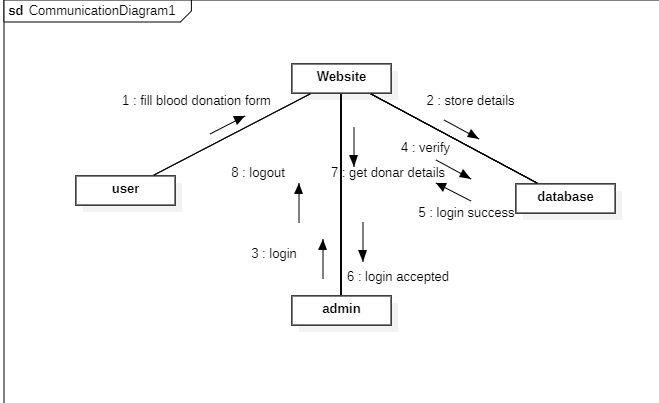 sd CommunicationDiagram1
Website
1 : fill blood donation form
2 : store details
4 : verify
8 : logout
7 : get donar details
user
database
5 : login success
3 : login
6 : login accepted
admin